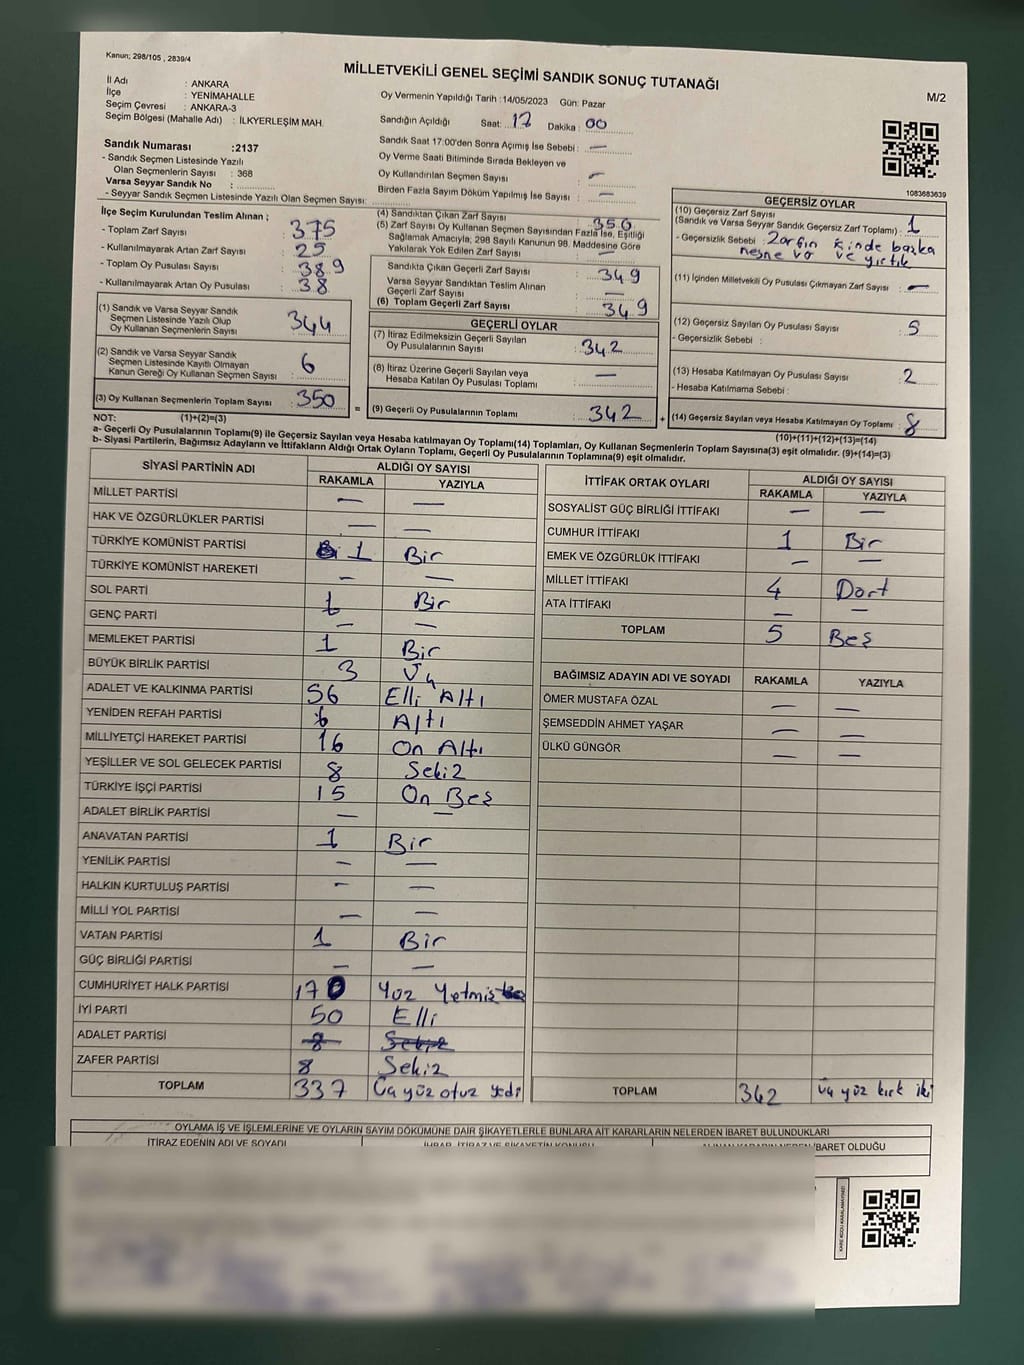 Kanun; 298/105 , 2839/4
MİLLETVEKİLİ GENEL SEÇİMİ SANDIK SONUÇ TUTANAĞI
M/2
İl Adı : ANKARA
İlçe : YENİMAHALLE
Seçim Çevresi : ANKARA-3
Seçim Bölgesi (Mahalle Adı) : İLKYERLEŞİM MAH.
Oy Vermenin Yapıldığı Tarih :14/05/2023 Gün: Pazar
Sandığın Açıldığı Saat: 17 Dakika: 00
Sandık Saat 17:00'den Sonra Açımış İse Sebebi : —
Oy Verme Saati Bitiminde Sırada Bekleyen ve
Oy Kullandırılan Seçmen Sayısı —
Birden Fazla Sayım Döküm Yapılmış İse Sayısı : —
Sandık Numarası :2137
- Sandık Seçmen Listesinde Yazılı
Olan Seçmenlerin Sayısı : 368
Varsa Seyyar Sandık No :
- Seyyar Sandık Seçmen Listesinde Yazılı Olan Seçmen Sayısı:
1083683639
İlçe Seçim Kurulundan Teslim Alınan ;
- Toplam Zarf Sayısı : 375
- Kullanılmayarak Artan Zarf Sayısı : 25
- Toplam Oy Pusulası Sayısı : 389
- Kullanılmayarak Artan Oy Pusulası : 38
(1) Sandık ve Varsa Seyyar Sandık
Seçmen Listesinde Yazılı Olup
Oy Kullanan Seçmenlerin Sayısı : 344
(2) Sandık ve Varsa Seyyar Sandık
Seçmen Listesinde Kayıtlı Olmayan
Kanun Gereği Oy Kullanan Seçmen Sayısı : 6
(3) Oy Kullanan Seçmenlerin Toplam Sayısı : 350
(4) Sandıktan Çıkan Zarf Sayısı : 350
(5) Zarf Sayısı Oy Kullanan Seçmen Sayısından Fazla İse, Eşitliği
Sağlamak Amacıyla; 298 Sayılı Kanunun 98. Maddesine Göre
Yakılarak Yok Edilen Zarf Sayısı : —
Sandıkta Çıkan Geçerli Zarf Sayısı : 349
Varsa Seyyar Sandıktan Teslim Alınan
Geçerli Zarf Sayısı : —
(6) Toplam Geçerli Zarf Sayısı : 349
GEÇERLİ OYLAR
(7) İtiraz Edilmeksizin Geçerli Sayılan
Oy Pusulalarının Sayısı : 342
(8) İtiraz Üzerine Geçerli Sayılan veya
Hesaba Katılan Oy Pusulası Toplamı : —
= (9) Geçerli Oy Pusulalarının Toplamı : 342
GEÇERSİZ OYLAR
(10) Geçersiz Zarf Sayısı
(Sandık ve Varsa Seyyar Sandık Geçersiz Zarf Toplamı) : 1
- Geçersizlik Sebebi : Zarfın içinde başka
nesne ve yırtık
(11) İçinden Milletvekili Oy Pusulası Çıkmayan Zarf Sayısı : —
(12) Geçersiz Sayılan Oy Pusulası Sayısı : 5
- Geçersizlik Sebebi :
(13) Hesaba Katılmayan Oy Pusulası Sayısı : 2
- Hesaba Katılmama Sebebi :
+ (14) Geçersiz Sayılan veya Hesaba Katılmayan Oy Toplamı : 8
NOT: (1)+(2)=(3)
(10)+(11)+(12)+(13)=(14)
a- Geçerli Oy Pusulalarının Toplamı(9) ile Geçersiz Sayılan veya Hesaba katılmayan Oy Toplamı(14) Toplamları, Oy Kullanan Seçmenlerin Toplam Sayısına(3) eşit olmalıdır. (9)+(14)=(3)
b- Siyasi Partilerin, Bağımsız Adayların ve İttifakların Aldığı Ortak Oyların Toplamı, Geçerli Oy Pusulalarının Toplamına(9) eşit olmalıdır.
SİYASİ PARTİNİN ADI ALDIĞI OY SAYISI
RAKAMLA YAZIYLA
MİLLET PARTİSİ — —
HAK VE ÖZGÜRLÜKLER PARTİSİ — —
TÜRKİYE KOMÜNİST PARTİSİ 1 Bir
TÜRKİYE KOMÜNİST HAREKETİ — —
SOL PARTİ 1 Bir
GENÇ PARTİ — —
MEMLEKET PARTİSİ 1 Bir
BÜYÜK BİRLİK PARTİSİ 3 Üç
ADALET VE KALKINMA PARTİSİ 56 Elli Altı
YENİDEN REFAH PARTİSİ 6 Altı
MİLLİYETÇİ HAREKET PARTİSİ 16 On Altı
YEŞİLLER VE SOL GELECEK PARTİSİ 8 Sekiz
TÜRKİYE İŞÇİ PARTİSİ 15 On Beş
ADALET BİRLİK PARTİSİ — —
ANAVATAN PARTİSİ 1 Bir
YENİLİK PARTİSİ — —
HALKIN KURTULUŞ PARTİSİ — —
MİLLİ YOL PARTİSİ — —
VATAN PARTİSİ 1 Bir
GÜÇ BİRLİĞİ PARTİSİ — —
CUMHURİYET HALK PARTİSİ 170 Yüz Yetmiş
İYİ PARTİ 50 Elli
ADALET PARTİSİ 8 Sekiz
ZAFER PARTİSİ 8 Sekiz
TOPLAM 337 Üçyüz otuz yedi
İTTİFAK ORTAK OYLARI ALDIĞI OY SAYISI
RAKAMLA YAZIYLA
SOSYALİST GÜÇ BİRLİĞİ İTTİFAKI — —
CUMHUR İTTİFAKI 1 Bir
EMEK VE ÖZGÜRLÜK İTTİFAKI — —
MİLLET İTTİFAKI 4 Dört
ATA İTTİFAKI — —
TOPLAM 5 Beş
BAĞIMSIZ ADAYIN ADI VE SOYADI RAKAMLA YAZIYLA
ÖMER MUSTAFA ÖZAL — —
ŞEMSEDDİN AHMET YAŞAR — —
ÜLKÜ GÜNGÖR — —
TOPLAM 342 Üç yüz kırk iki
OYLAMA İŞ VE İŞLEMLERİNE VE OYLARIN SAYIM DÖKÜMÜNE DAİR ŞİKAYETLERLE BUNLARA AİT KARARLARIN NELERDEN İBARET BULUNDUKLARI
İTİRAZ EDENİN ADI VE SOYADI İHBAR, İTİRAZ VE ŞİKAYETİN KONUSU ALINAN KARARIN NEDEN İBARET OLDUĞU
KARE KODU KARALAMAYINIZ!